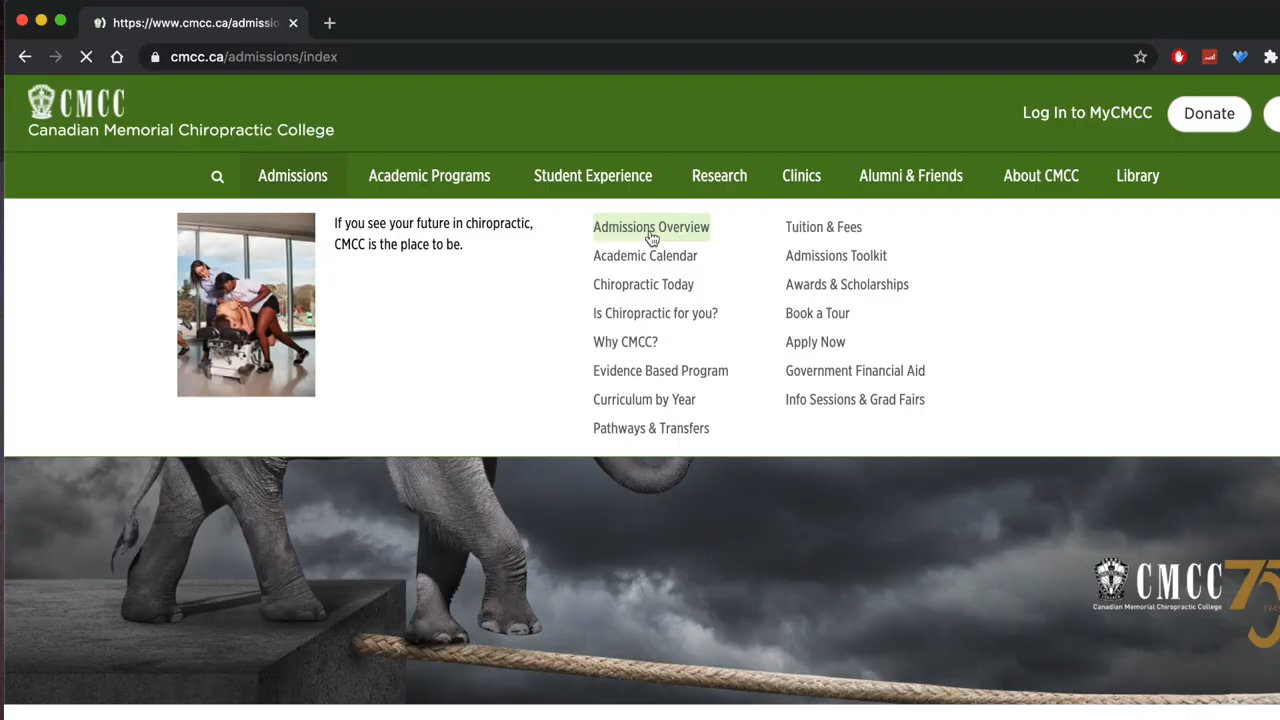 https://www.cmcc.ca/admissio
cmcc.ca/admissions/index
CMCC
Canadian Memorial Chiropractic College
Log In to MyCMCC
Donate
Admissions
Academic Programs
Student Experience
Research
Clinics
Alumni & Friends
About CMCC
Library
If you see your future in chiropractic,
CMCC is the place to be.
Admissions Overview
Academic Calendar
Chiropractic Today
Is Chiropractic for you?
Why CMCC?
Evidence Based Program
Curriculum by Year
Pathways & Transfers
Tuition & Fees
Admissions Toolkit
Awards & Scholarships
Book a Tour
Apply Now
Government Financial Aid
Info Sessions & Grad Fairs
CMCC
Canadian Memorial Chiropractic College
75